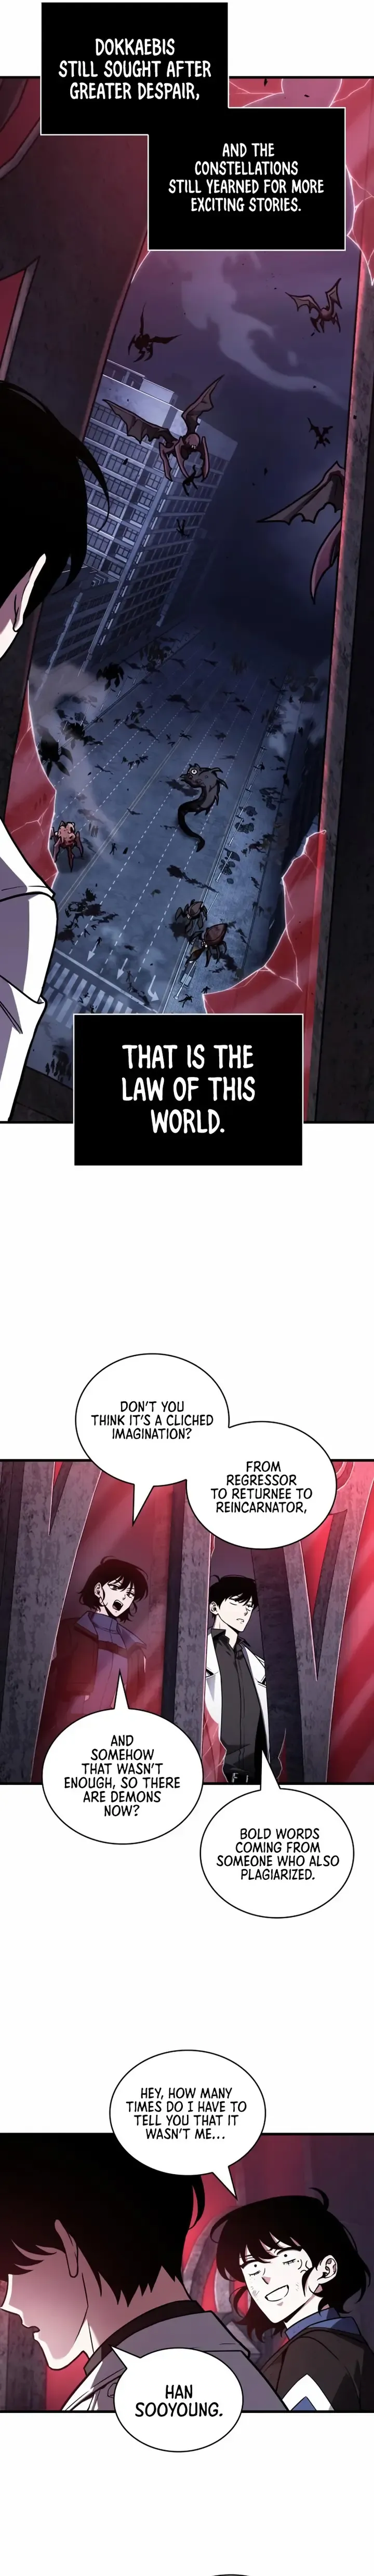 DOKKAEBIS
STILL SOUGHT AFTER
GREATER DESPAIR,
AND THE
CONSTELLATIONS
STILL YEARNED FOR MORE
EXCITING STORIES.
THAT IS THE
LAW OF THIS
WORLD.
DON'T YOU
THINK IT'S A CLICHED
IMAGINATION?
FROM
REGRESSOR
TO RETURNEE TO
REINCARNATOR,
AND
SOMEHOW
THAT WASN'T
ENOUGH, SO THERE
ARE DEMONS
NOW?
BOLD WORDS
COMING FROM
SOMEONE WHO ALSO
PLAGIARIZED.
HEY, HOW MANY
TIMES DO I HAVE TO
TELL YOU THAT IT
WASN'T ME...
HAN
SOOYOUNG.